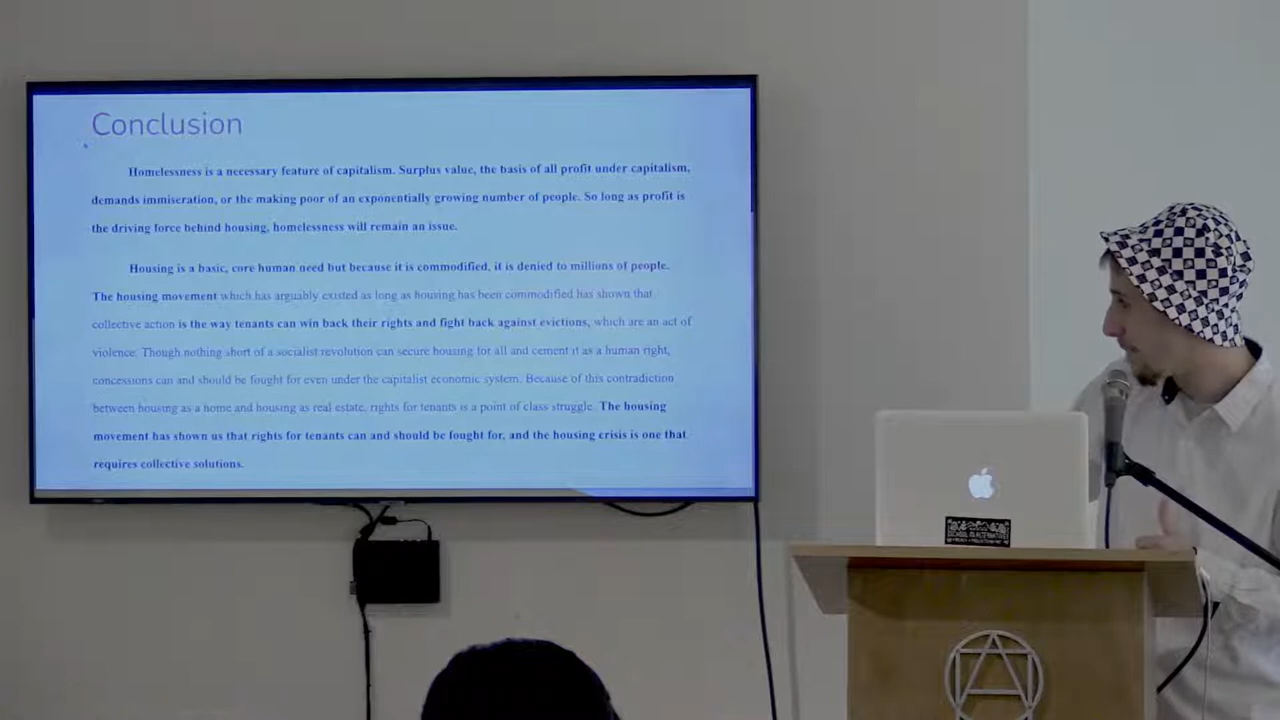 Conclusion
Homelessness is a necessary feature of capitalism. Surplus value, the basis of all profit under capitalism,
demands immiseration, or the making poor of an exponentially growing number of people. So long as profit is
the driving force behind housing, homelessness will remain an issue.
Housing is a basic, core human need but because it is commodified, it is denied to millions of people.
The housing movement which has arguably existed as long as housing has been commodified has shown that
collective action is the way tenants can win back their rights and fight back against evictions, which are an act of
violence. Though nothing short of a socialist revolution can secure housing for all and cement it as a human right,
concessions can and should be fought for even under the capitalist economic system. Because of this contradiction
between housing as a home and housing as real estate, rights for tenants is a point of class struggle. The housing
movement has shown us that rights for tenants can and should be fought for, and the housing crisis is one that
requires collective solutions.